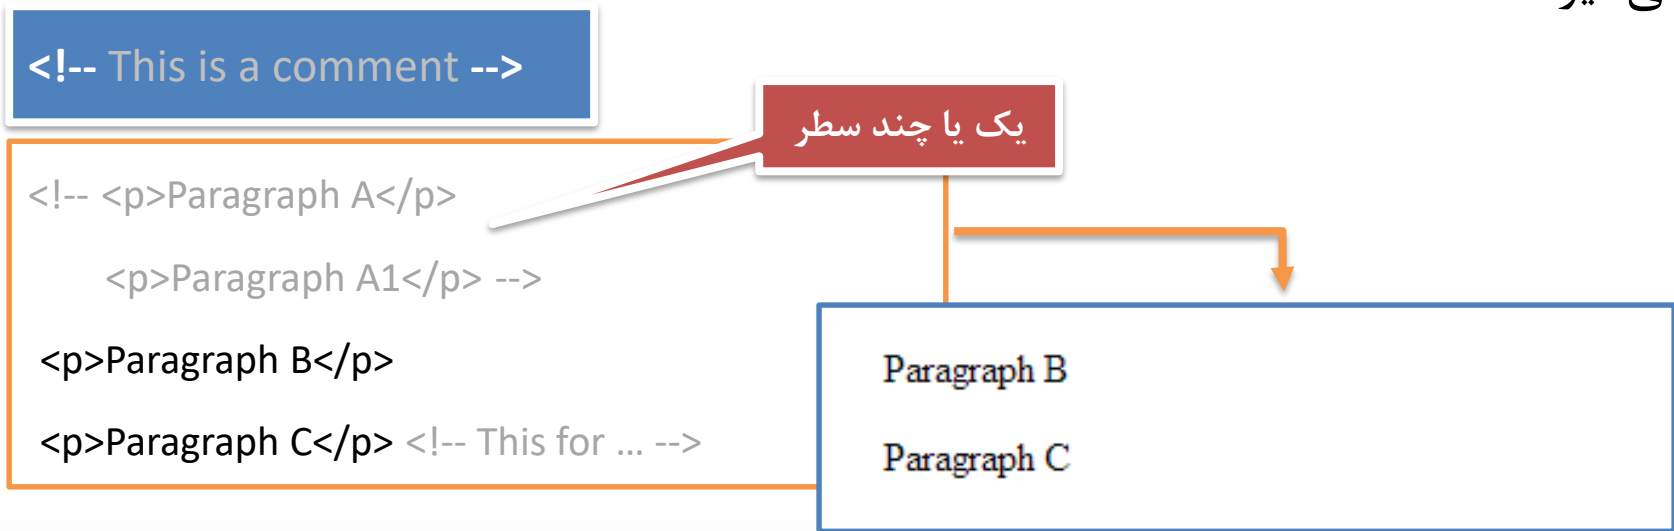 <!-- This is a comment -->
یک یا چند سطر
<!-- <p>Paragraph A</p>
<p>Paragraph A1</p> -->
<p>Paragraph B</p>
<p>Paragraph C</p> <!-- This for ... -->
Paragraph B
Paragraph C